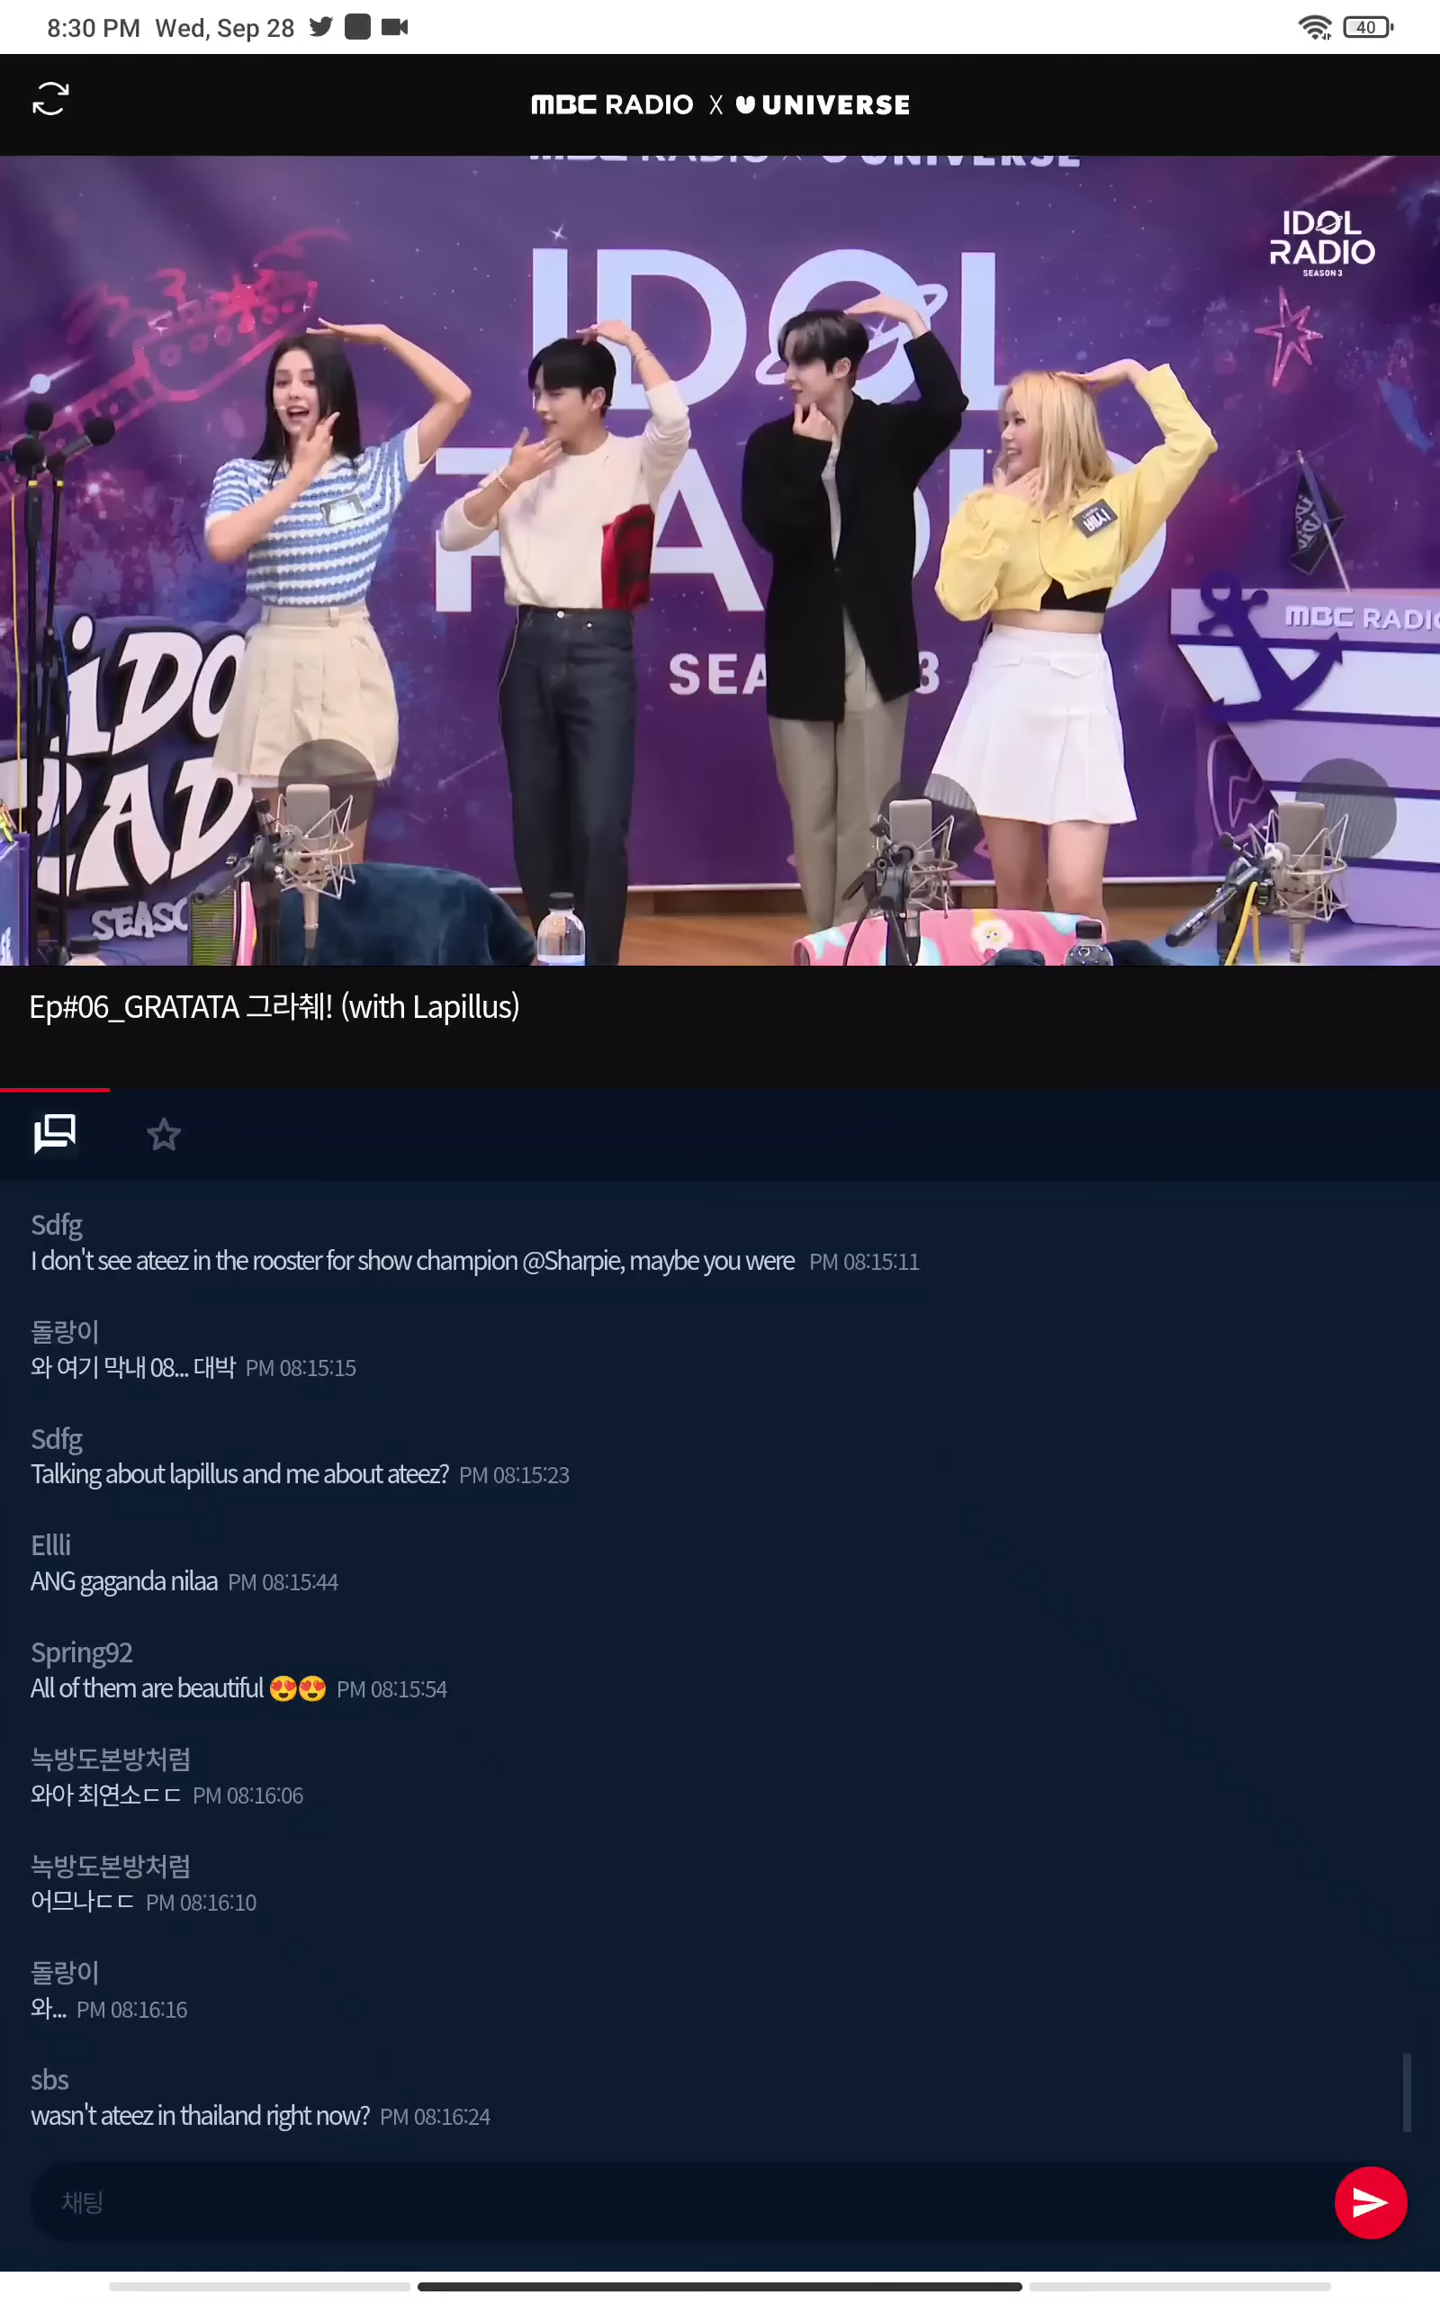 8:30 PM Wed, Sep 28
40
MBC RADIO X UNIVERSE
MBC RADIO X UNIVERSE
IDOL
RADIO
SEASON 3
IDOL
RADIO
MBC RADIO
Ep#06_GRATATA 그라췌! (with Lapillus)
Sdfg
I don't see ateez in the rooster for show champion @Sharpie, maybe you were PM 08:15:11
돌랑이
와 여기 막내 08... 대박 PM 08:15:15
Sdfg
Talking about lapillus and me about ateez? PM 08:15:23
Ellli
ANG gaganda nilaa PM 08:15:44
Spring92
All of them are beautiful 😍😍 PM 08:15:54
녹방도본방처럼
와아 최연소ㄷㄷ PM 08:16:06
녹방도본방처럼
어므나ㄷㄷ PM 08:16:10
돌랑이
와... PM 08:16:16
sbs
wasn't ateez in thailand right now? PM 08:16:24
채팅